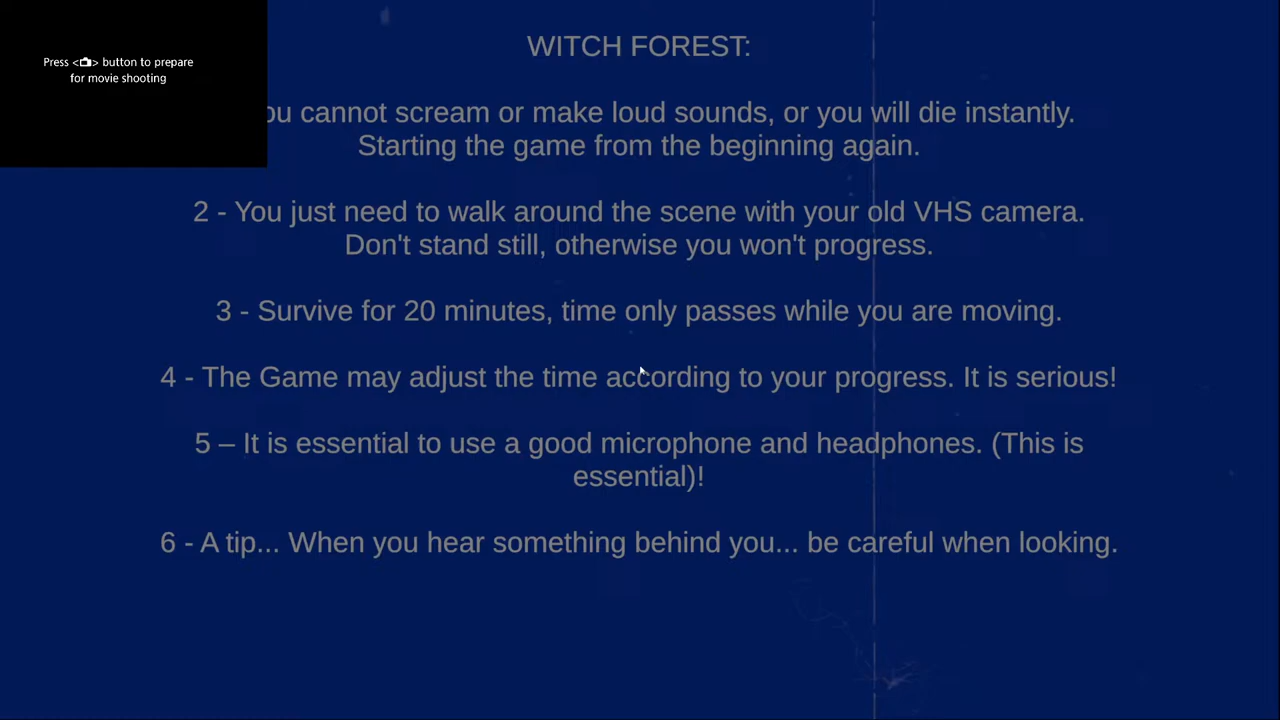 Press < > button to prepare
for movie shooting
WITCH FOREST:
ou cannot scream or make loud sounds, or you will die instantly.
Starting the game from the beginning again.
2 - You just need to walk around the scene with your old VHS camera.
Don't stand still, otherwise you won't progress.
3 - Survive for 20 minutes, time only passes while you are moving.
4 - The Game may adjust the time according to your progress. It is serious!
5 – It is essential to use a good microphone and headphones. (This is
essential)!
6 - A tip... When you hear something behind you... be careful when looking.